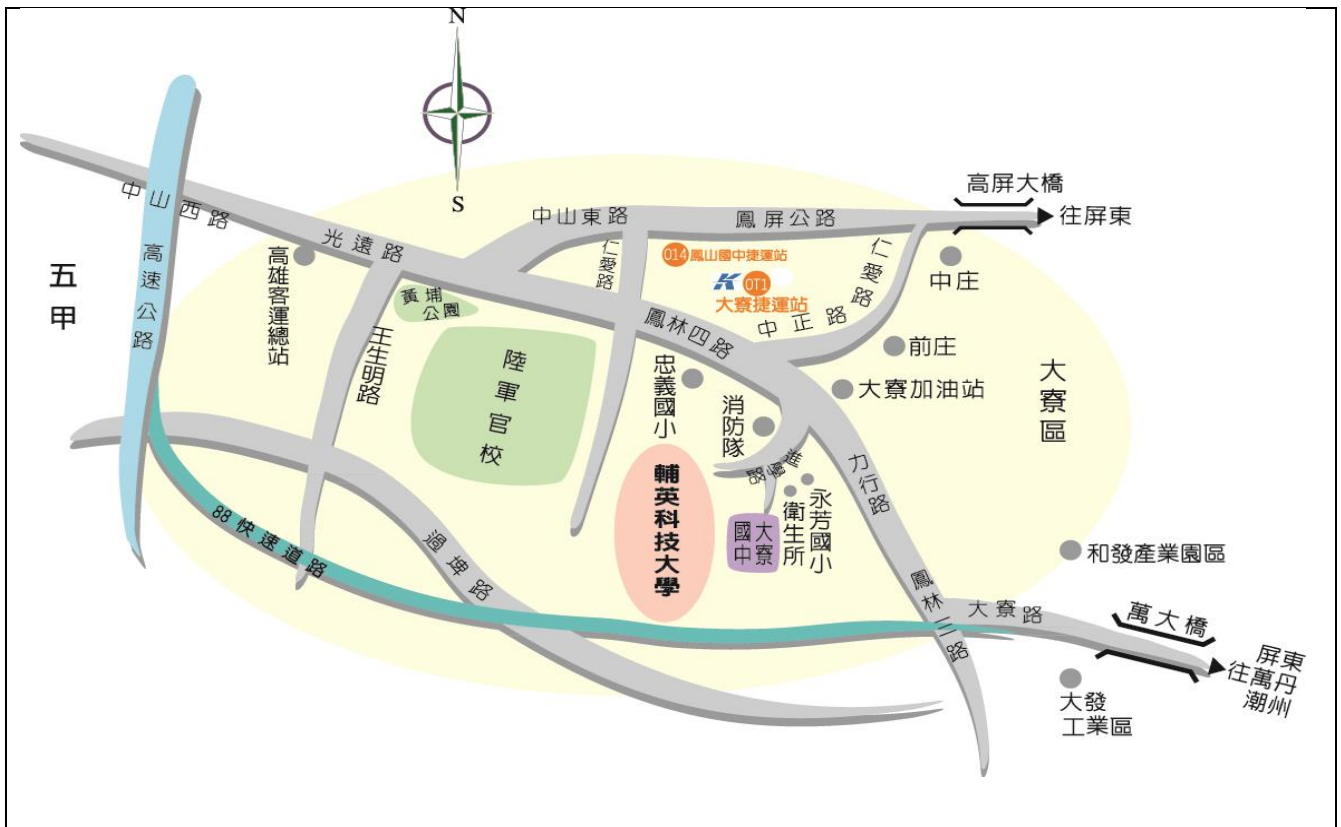 N
S
高屏大橋
往屏東
中山西路
光遠路
中山東路
鳳屏公路
仁愛路
仁愛路
O14鳳山國中捷運站
OT1
大寮捷運站
中庄
五甲
高速公路
高雄客運總站
黃埔
公園
王生明路
陸軍官校
鳳林四路
中正路
前庄
大寮加油站
大寮區
忠義國小
消防隊
進德路
力行路
輔英科技大學
大寮
國中
衛生所
永芳國小
和發產業園區
88快速道路
過埤路
鳳林三路
大寮路
萬大橋
屏東
往萬丹
潮州
大發
工業區